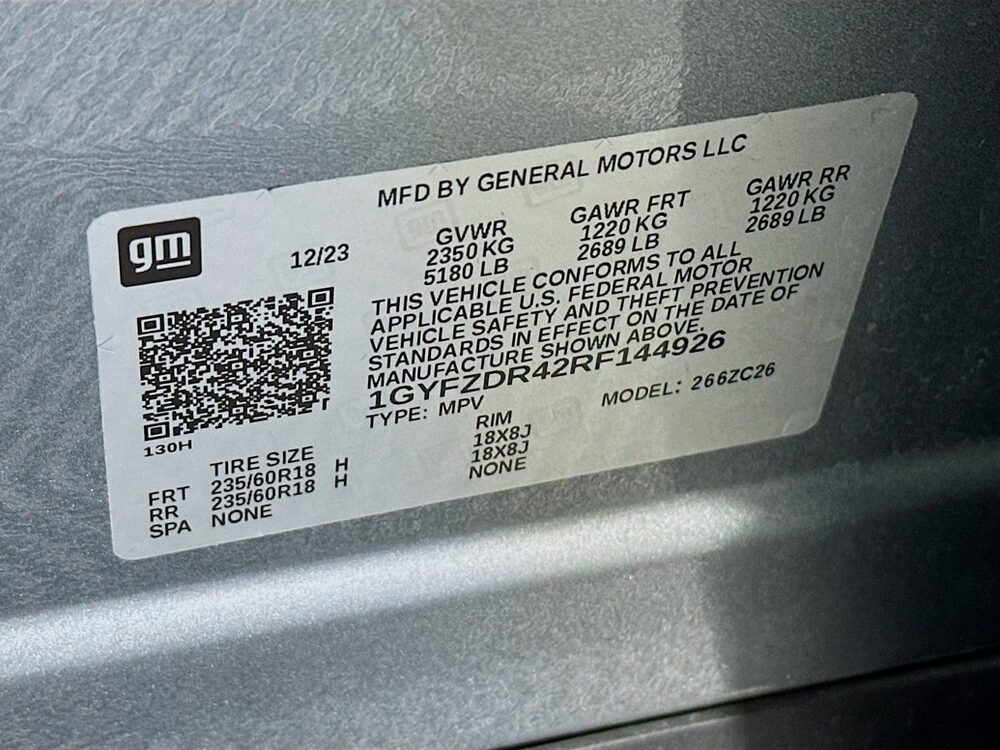 MFD BY GENERAL MOTORS LLC
gm
12/23
GVWR GAWR FRT GAWR RR
2350 KG 1220 KG 1220 KG
5180 LB 2689 LB 2689 LB
THIS VEHICLE CONFORMS TO ALL
APPLICABLE U.S. FEDERAL MOTOR
VEHICLE SAFETY AND THEFT PREVENTION
STANDARDS IN EFFECT ON THE DATE OF
MANUFACTURE SHOWN ABOVE.
1GYFZDR42RF144926
TYPE: MPV MODEL: 266ZC26
130H
TIRE SIZE RIM
FRT 235/60R18 H 18X8J
RR 235/60R18 H 18X8J
SPA NONE NONE